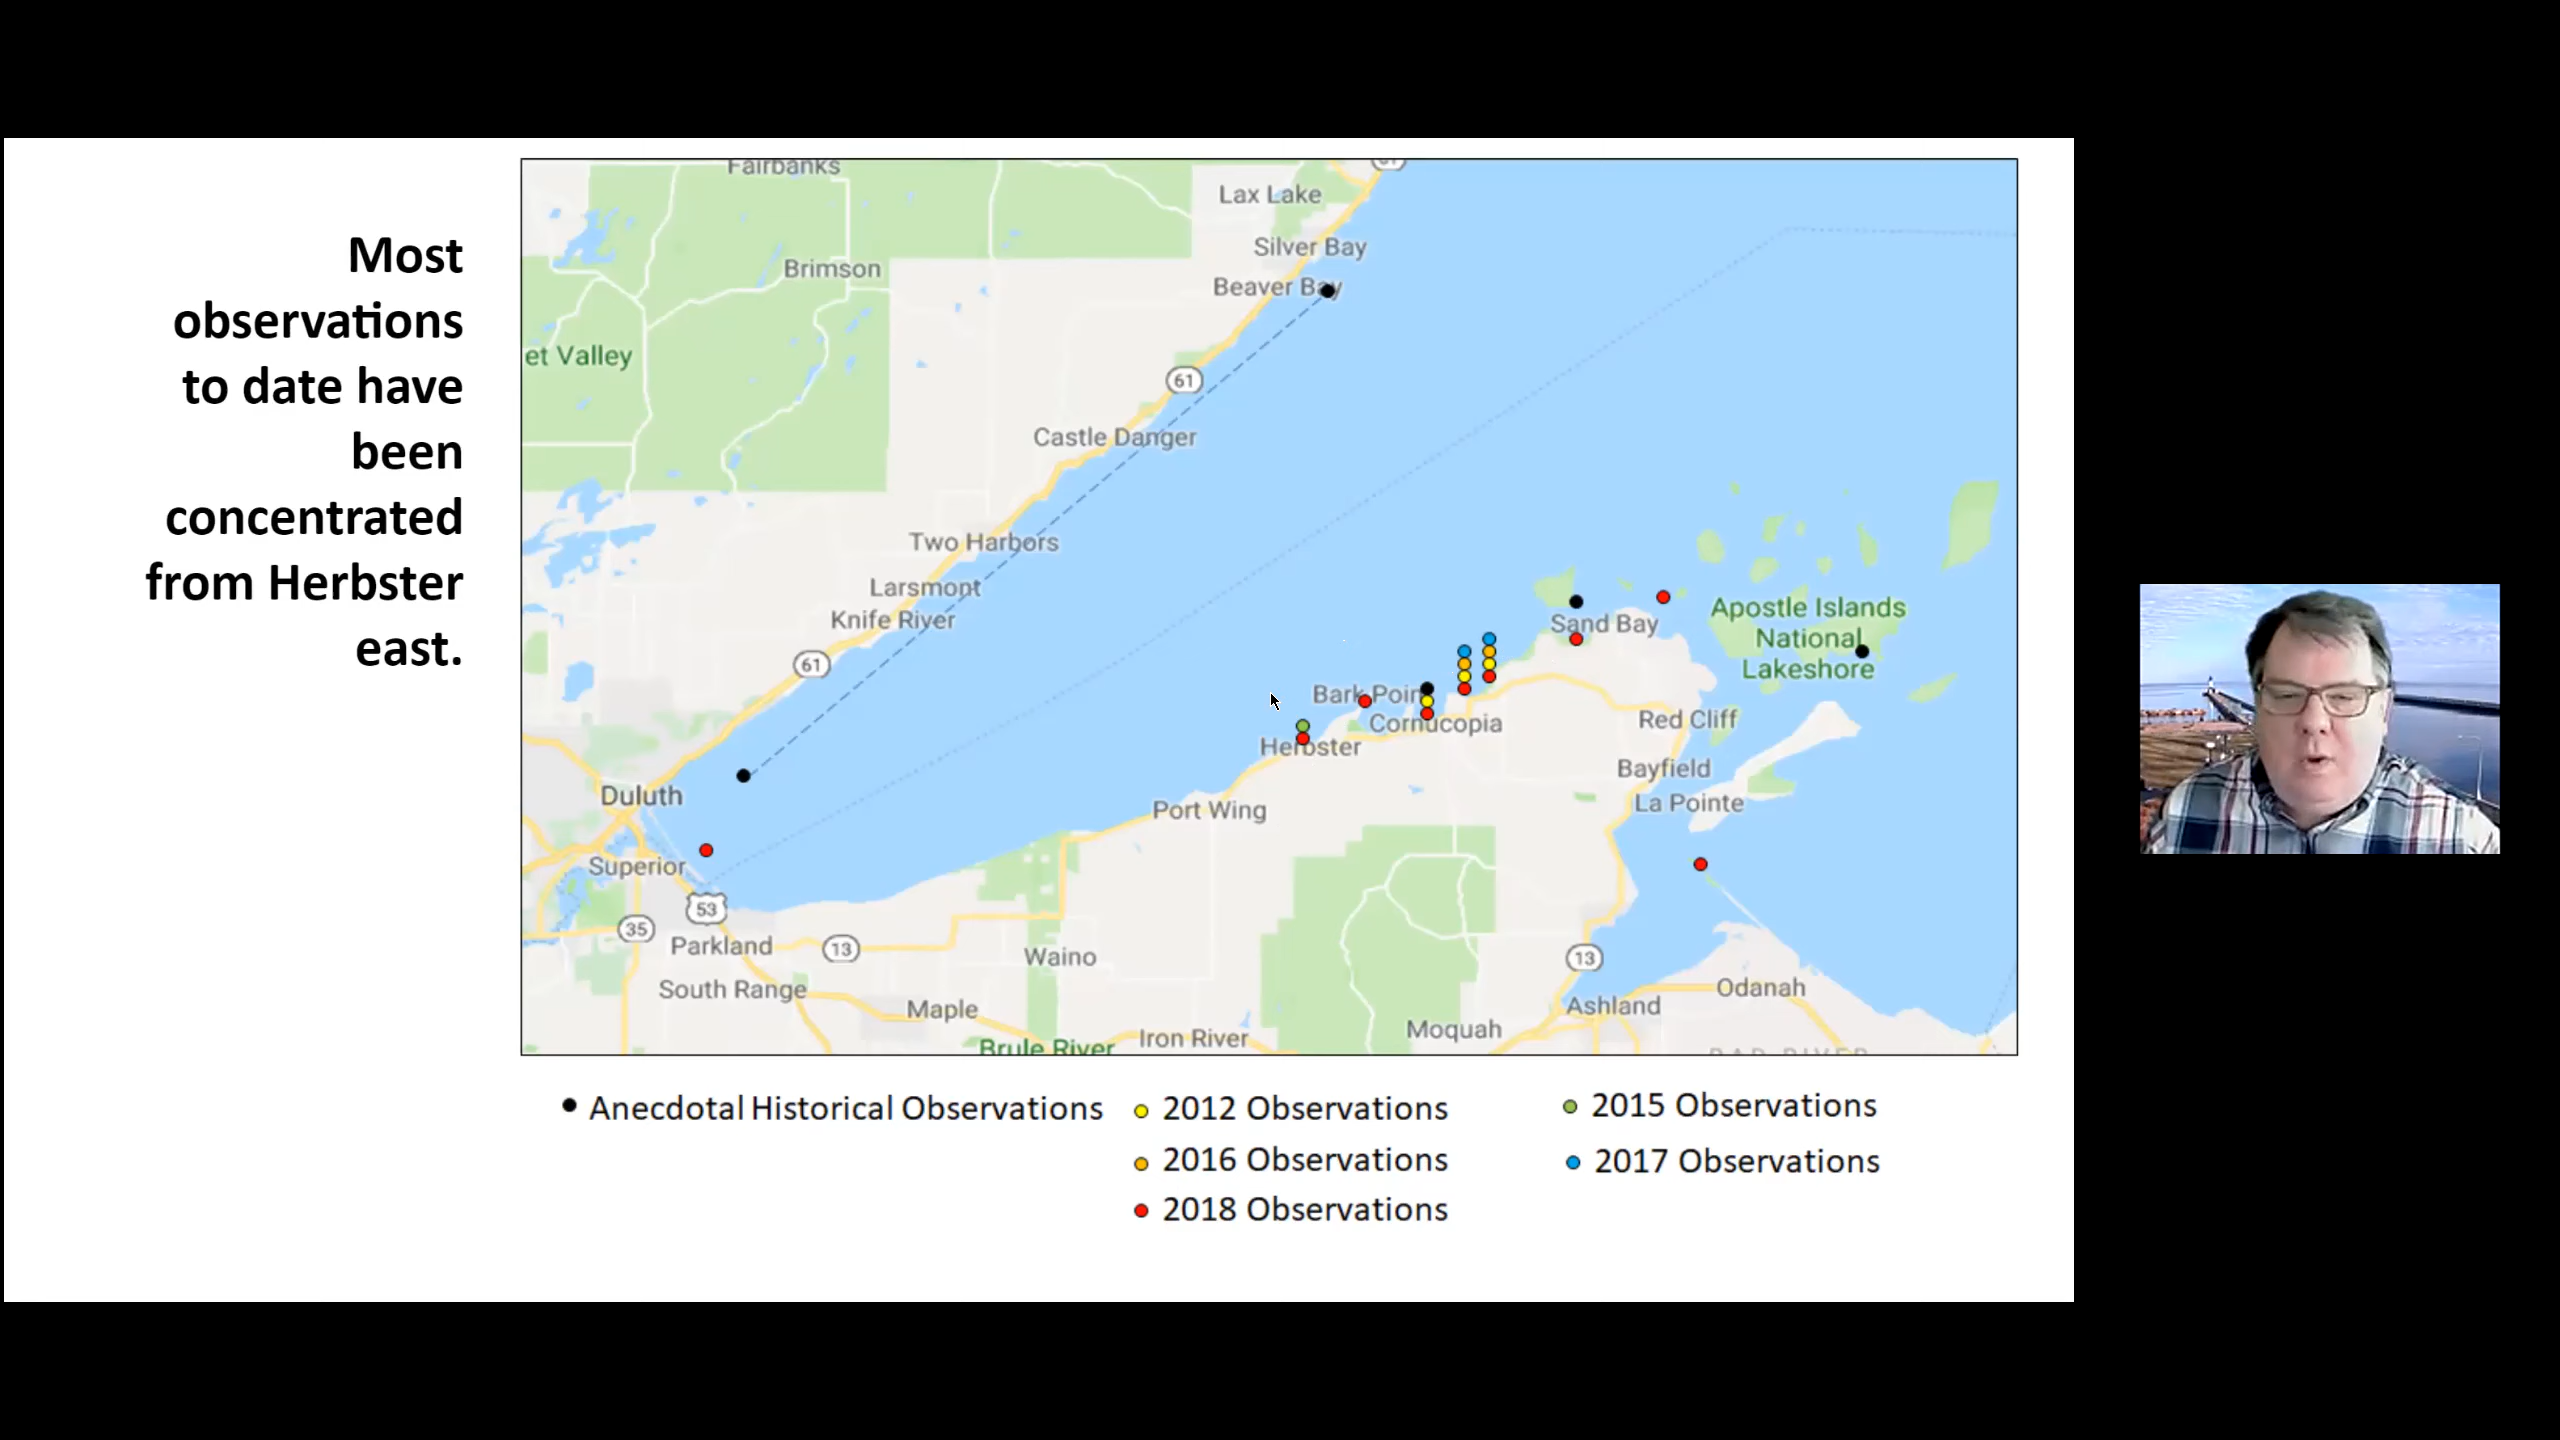 Most
observations
to date have
been
concentrated
from Herbster
east.
Fairbanks
61
Lax Lake
Silver Bay
Brimson
Beaver Bay
et Valley
61
Castle Danger
Two Harbors
Larsmont
Knife River
61
Apostle Islands
National
Lakeshore
Sand Bay
Bark Point
Cornucopia
Red Cliff
Herbster
Bayfield
Duluth
La Pointe
Port Wing
Superior
53
35
Parkland
13
Waino
13
South Range
Odanah
Maple
Ashland
Moquah
Iron River
Brule River
BAD RIVER
Anecdotal Historical Observations
2012 Observations
2015 Observations
2016 Observations
2017 Observations
2018 Observations